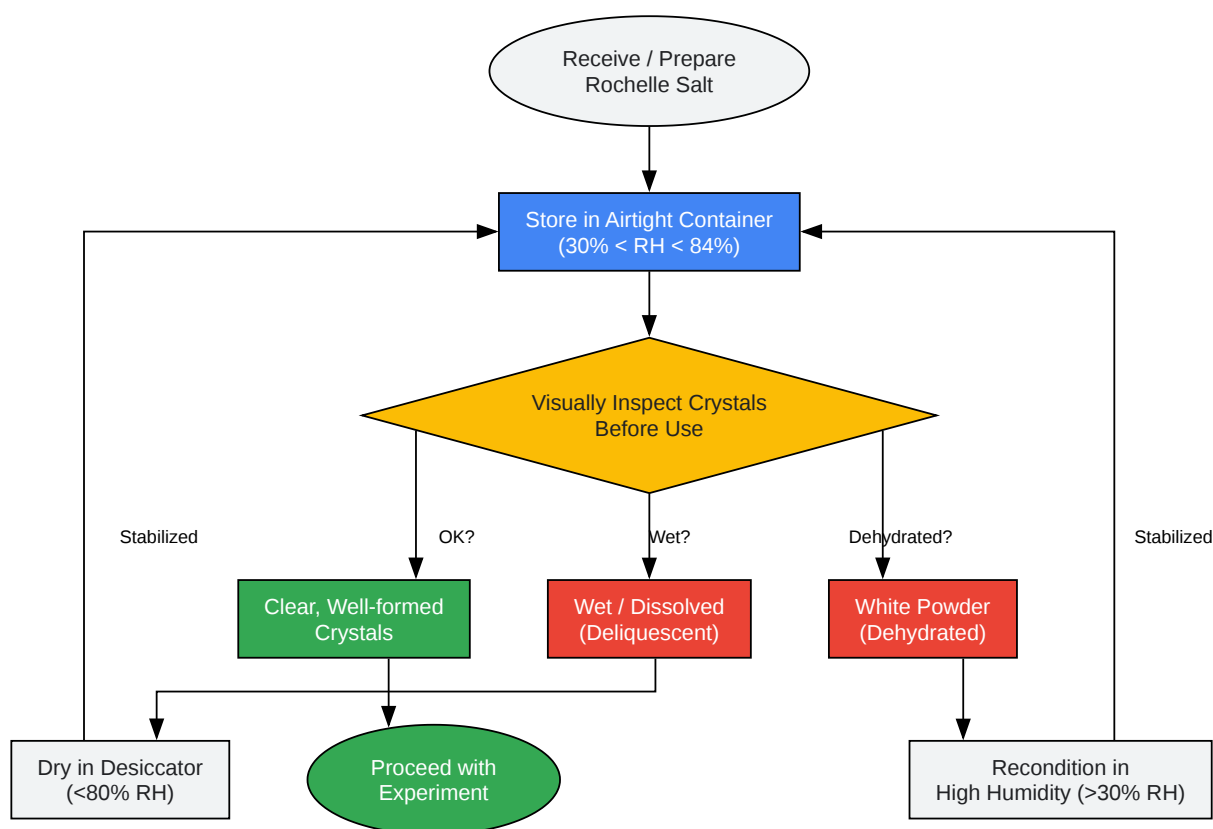 Receive / Prepare
Rochelle Salt
Store in Airtight Container
(30% < RH < 84%)
Visually Inspect Crystals
Before Use
Stabilized
OK?
Wet?
Dehydrated?
Stabilized
Clear, Well-formed
Crystals
Wet / Dissolved
(Deliquescent)
White Powder
(Dehydrated)
Dry in Desiccator
(<80% RH)
Proceed with
Experiment
Recondition in
High Humidity (>30% RH)